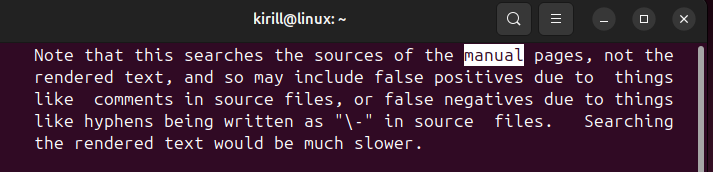 kirill@linux: ~
Note that this searches the sources of the manual pages, not the
rendered text, and so may include false positives due to  things
like  comments in source files, or false negatives due to things
like hyphens being written as "\-" in source  files.   Searching
the rendered text would be much slower.